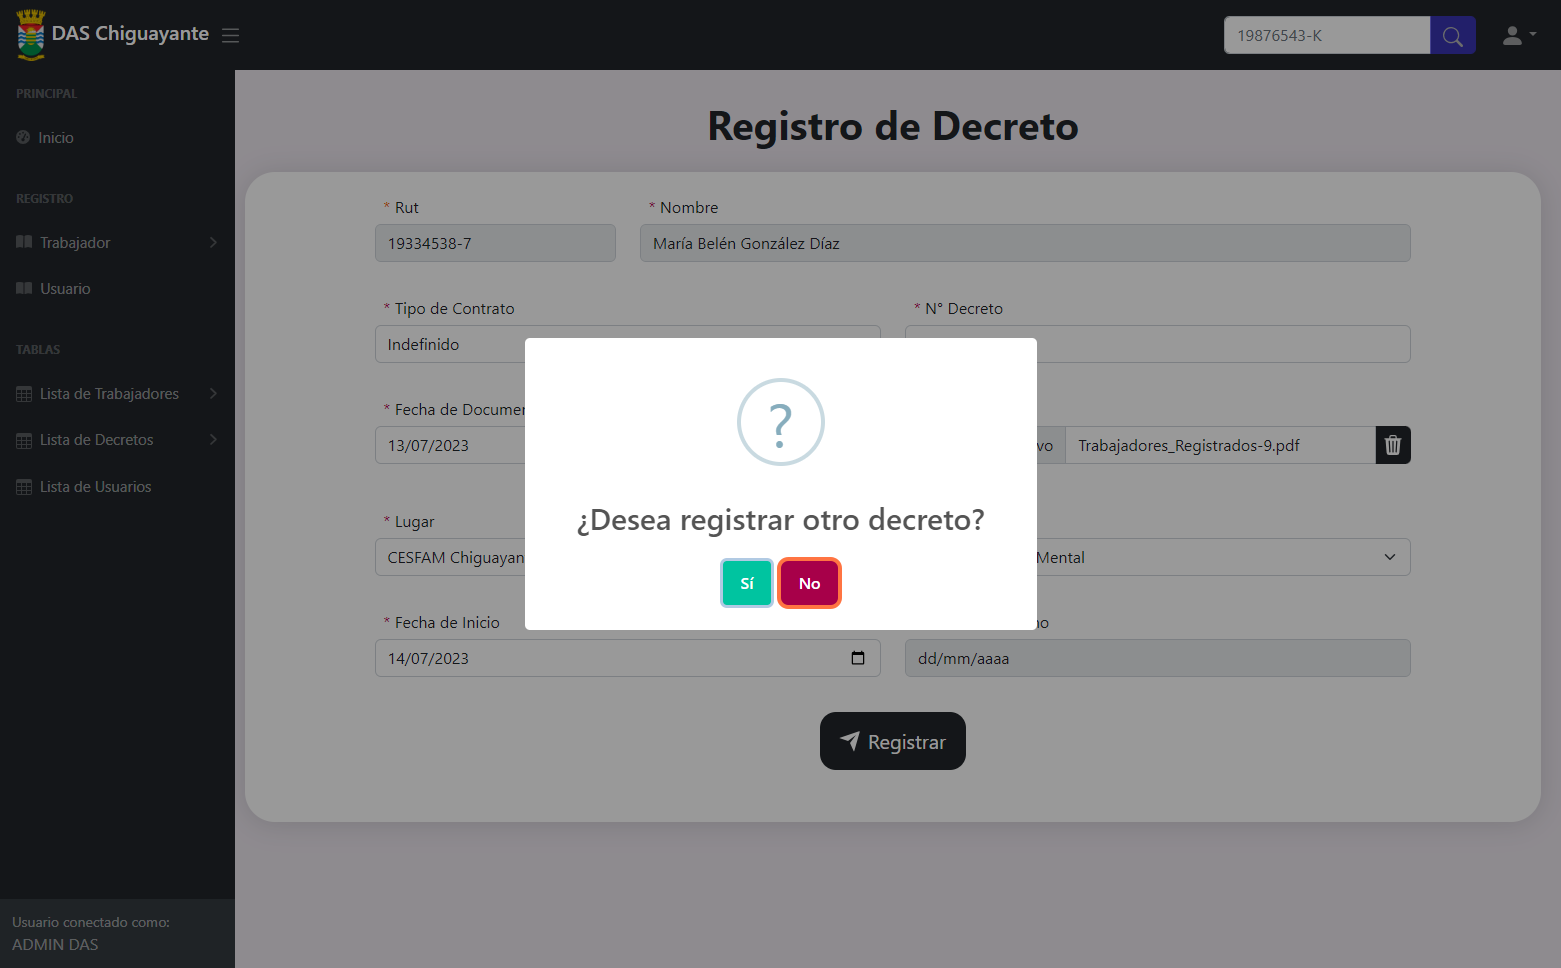 DAS Chiguayante
19876543-K
PRINCIPAL
Inicio
REGISTRO
Trabajador
Usuario
TABLAS
Lista de Trabajadores
Lista de Decretos
Lista de Usuarios
Usuario conectado como:
ADMIN DAS
Registro de Decreto
* Rut
* Nombre
19334538-7
María Belén González Díaz
* Tipo de Contrato
* N° Decreto
Indefinido
* Fecha de Documen
13/07/2023
vo
Trabajadores_Registrados-9.pdf
¿Desea registrar otro decreto?
Sí
No
* Lugar
CESFAM Chiguayan
Mental
* Fecha de Inicio
no
14/07/2023
dd/mm/aaaa
Registrar